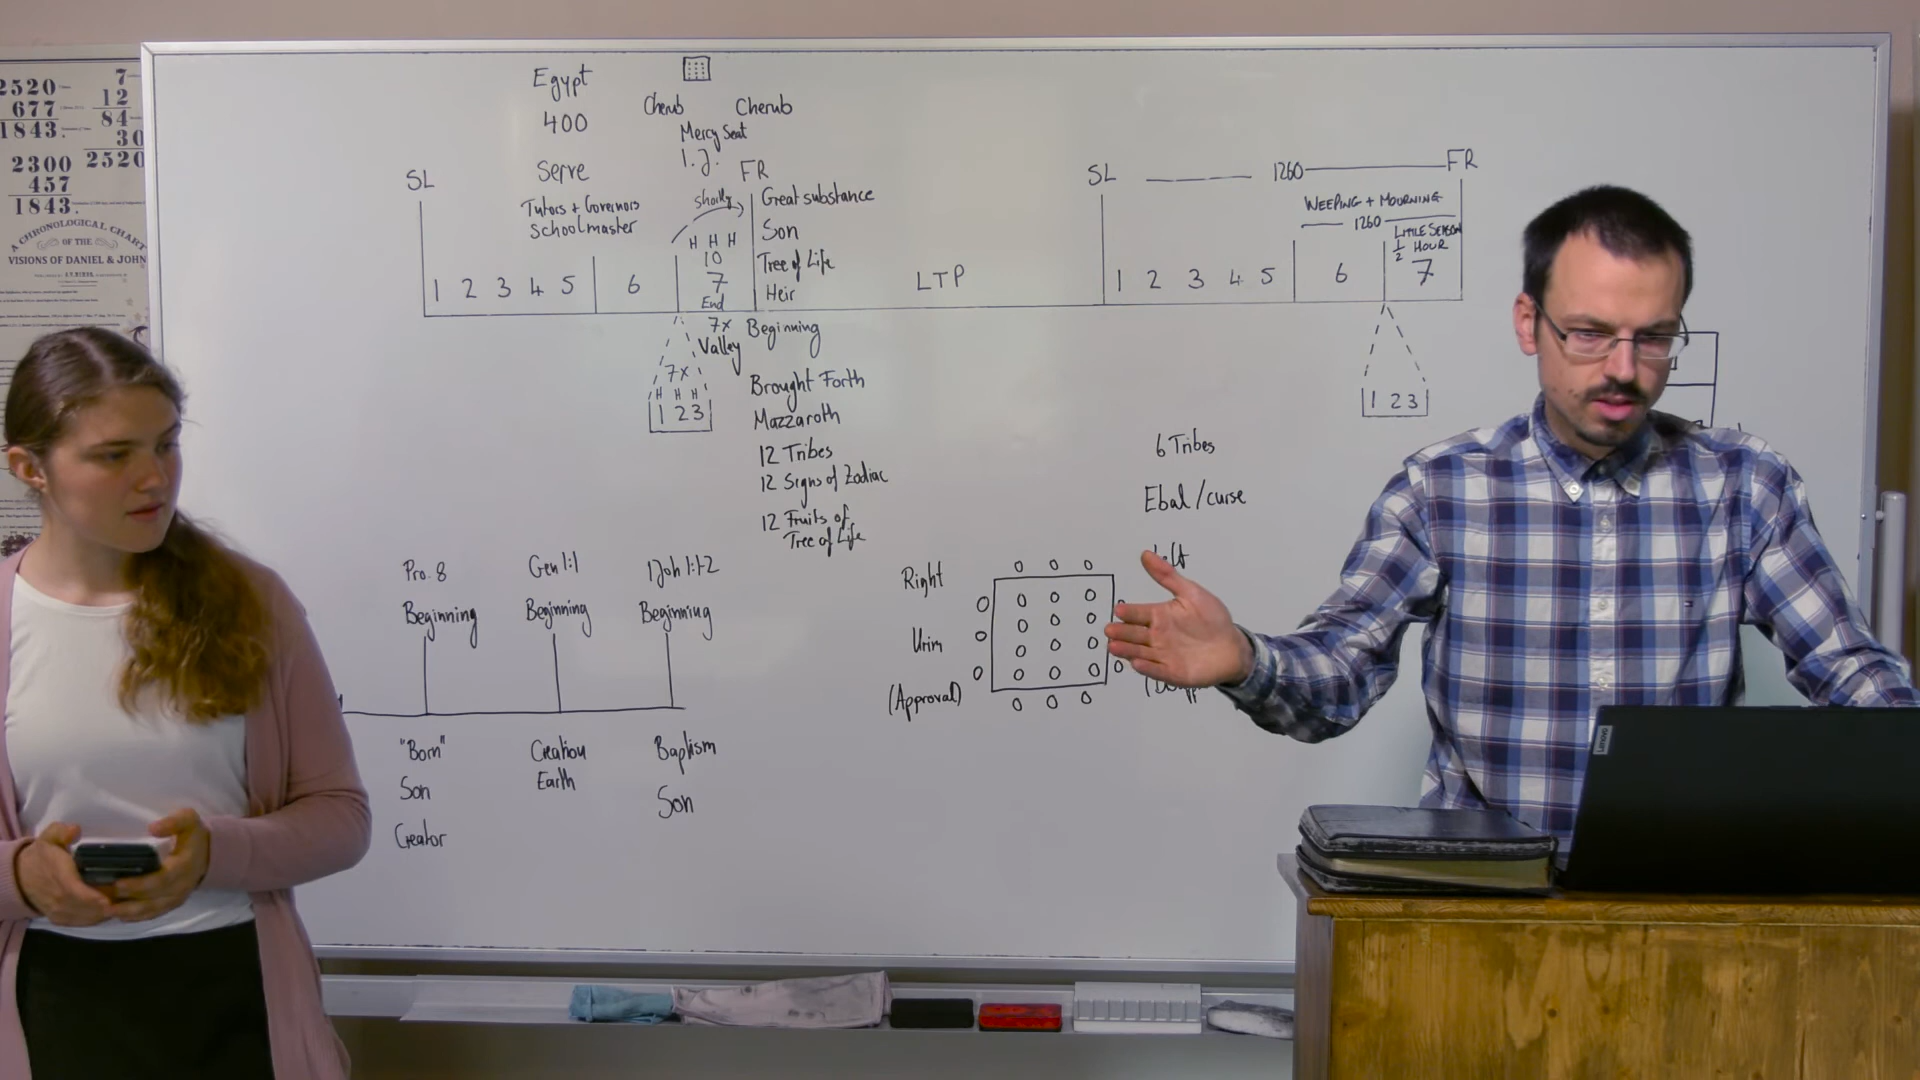 2520
677
1843.
7
12
84
30
2520
2300
457
1843.
A CHRONOLOGICAL CHART
OF THE
VISIONS OF DANIEL & JOHN
Egypt
400
Serve
Tutors + Governors
Schoolmaster
Cherub Cherub
Mercy Seat
1. J.
SL
FR
shortly
H H H
10
1 2 3 4 5 6 7
End
Great substance
Son
Tree of Life
Heir
7x Beginning
Valley
7x
H H H
1 2 3
Brought Forth
Mazzaroth
12 Tribes
12 Signs of Zodiac
12 Fruits of
Tree of Life
LTP
SL 1260 FR
WEEPING + MOURNING
1260
LITTLE SEASON
1/2 HOUR
1 2 3 4 5 6 7
1 2 3
6 Tribes
Ebal/curse
Right
Urim
(Approval)
Pro. 8
Beginning
"Born"
Son
Creator
Gen 1:1
Beginning
Creation
Earth
1Joh 1:1-2
Beginning
Baptism
Son
Lenovo